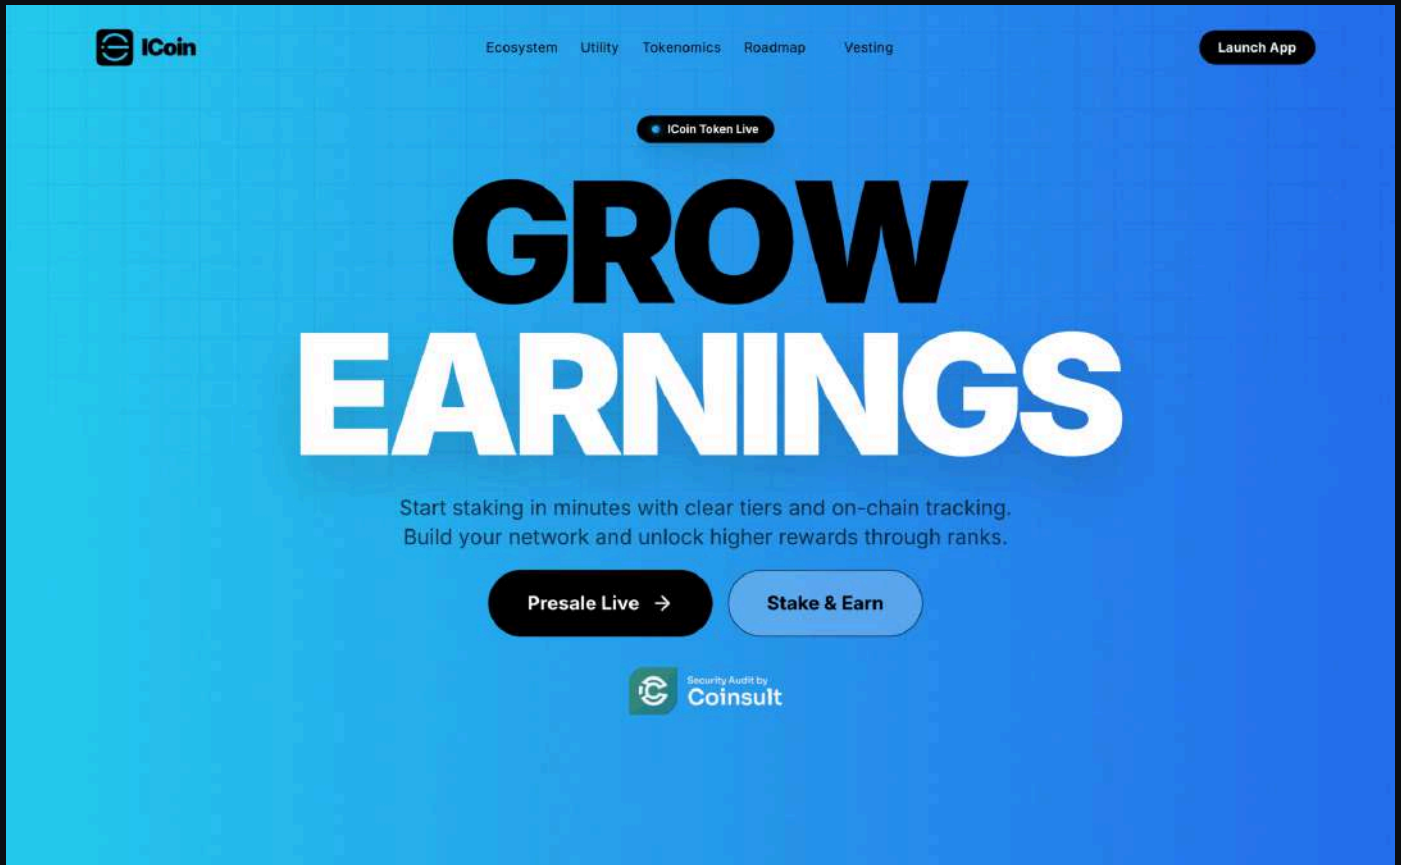 ICoin
Ecosystem Utility Tokenomics Roadmap Vesting
Launch App
ICoin Token Live
GROW
EARNINGS
Start staking in minutes with clear tiers and on-chain tracking.
Build your network and unlock higher rewards through ranks.
Presale Live →
Stake & Earn
Security Audit by
Coinsult